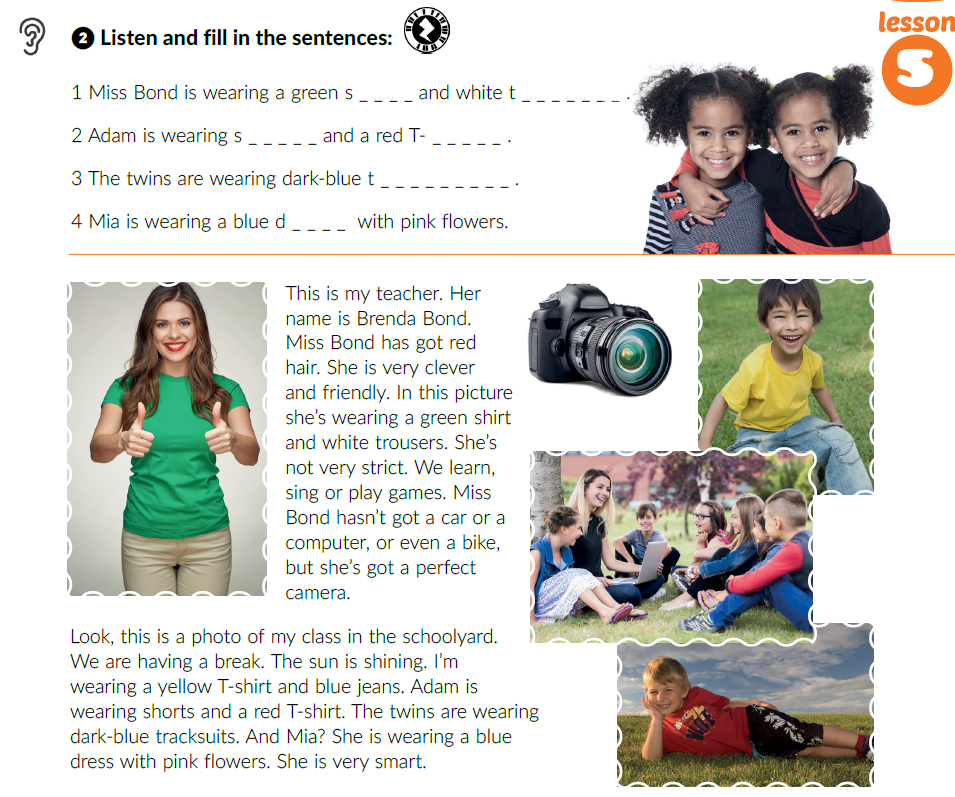 lesson
5
2 Listen and fill in the sentences:
1 Miss Bond is wearing a green s _ _ _ _ and white t _ _ _ _ _ _ _ .
2 Adam is wearing s _ _ _ _ _ and a red T- _ _ _ _ _ .
3 The twins are wearing dark-blue t _ _ _ _ _ _ _ _ _ .
4 Mia is wearing a blue d _ _ _ _ with pink flowers.
This is my teacher. Her
name is Brenda Bond.
Miss Bond has got red
hair. She is very clever
and friendly. In this picture
she’s wearing a green shirt
and white trousers. She’s
not very strict. We learn,
sing or play games. Miss
Bond hasn’t got a car or a
computer, or even a bike,
but she’s got a perfect
camera.
Look, this is a photo of my class in the schoolyard.
We are having a break. The sun is shining. I’m
wearing a yellow T-shirt and blue jeans. Adam is
wearing shorts and a red T-shirt. The twins are wearing
dark-blue tracksuits. And Mia? She is wearing a blue
dress with pink flowers. She is very smart.